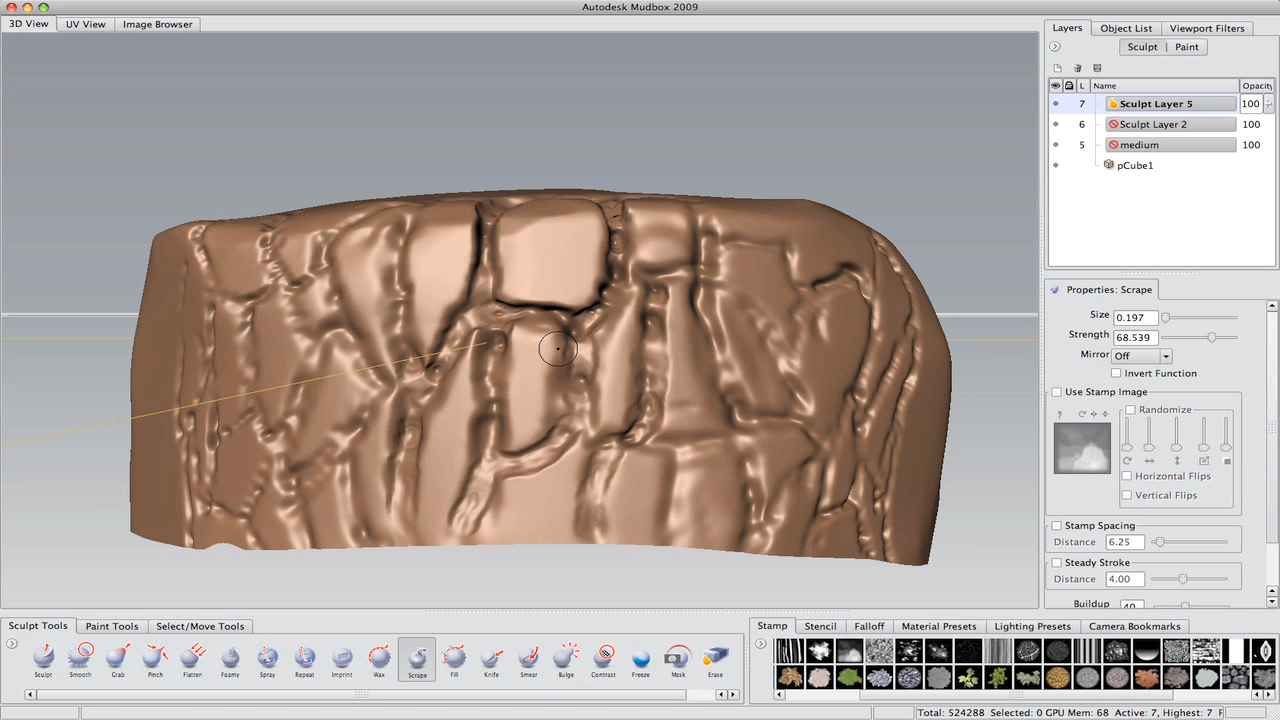 Autodesk Mudbox 2009
3D View
UV View
Image Browser
Layers
Object List
Viewport Filters
Sculpt
Paint
L
Name
Opacity
7
Sculpt Layer 5
100
6
Sculpt Layer 2
100
5
medium
100
pCube1
Properties: Scrape
Size
0.197
Strength
68.539
Mirror
Off
Invert Function
Use Stamp Image
Randomize
Horizontal Flips
Vertical Flips
Stamp Spacing
Distance
6.25
Steady Stroke
Distance
4.00
Buildup
40
Sculpt Tools
Paint Tools
Select/Move Tools
Stamp
Stencil
Falloff
Material Presets
Lighting Presets
Camera Bookmarks
Sculpt
Smooth
Grab
Pinch
Flatten
Foamy
Spray
Repeat
Imprint
Wax
Scrape
Fill
Knife
Smear
Bulge
Contrast
Freeze
Mask
Erase
Total: 524288 Selected: 0 GPU Mem: 68 Active: 7, Highest: 7 F